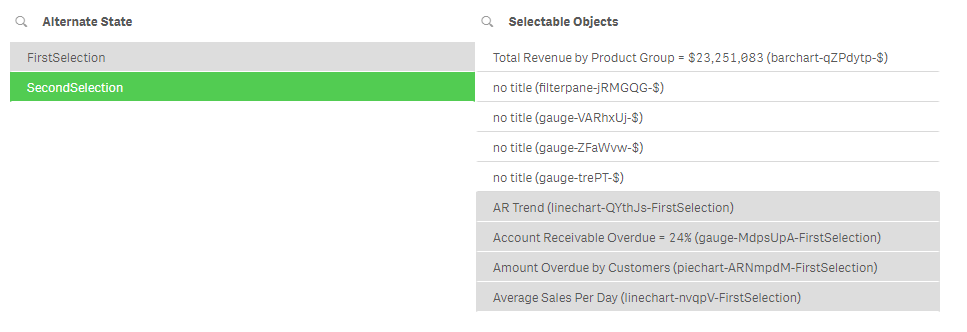 Alternate State
FirstSelection
SecondSelection
Selectable Objects
Total Revenue by Product Group = $23,251,083 (barchart-qZPdytp-$)
no title (filterpane-jRMGQG-$)
no title (gauge-VARhxUj-$)
no title (gauge-ZFaWvw-$)
no title (gauge-trePT-$)
AR Trend (linechart-QYthJs-FirstSelection)
Account Receivable Overdue = 24% (gauge-MdpsUpA-FirstSelection)
Amount Overdue by Customers (piechart-ARNmpdM-FirstSelection)
Average Sales Per Day (linechart-nvqpV-FirstSelection)